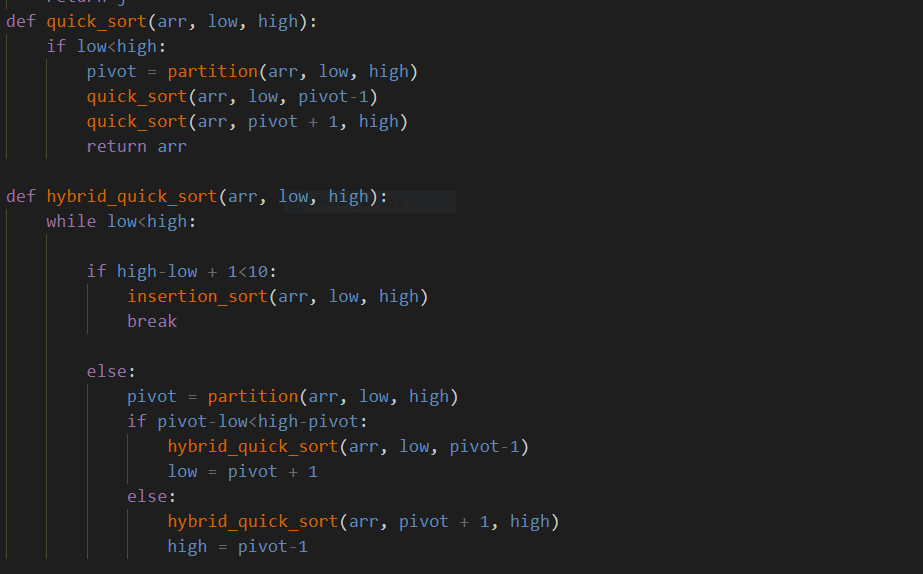 return j
def quick_sort(arr, low, high):
    if low<high:
        pivot = partition(arr, low, high)
        quick_sort(arr, low, pivot-1)
        quick_sort(arr, pivot + 1, high)
        return arr
def hybrid_quick_sort(arr, low, high):
    while low<high:
        if high-low + 1<10:
            insertion_sort(arr, low, high)
            break
        else:
            pivot = partition(arr, low, high)
            if pivot-low<high-pivot:
                hybrid_quick_sort(arr, low, pivot-1)
                low = pivot + 1
            else:
                hybrid_quick_sort(arr, pivot + 1, high)
                high = pivot-1